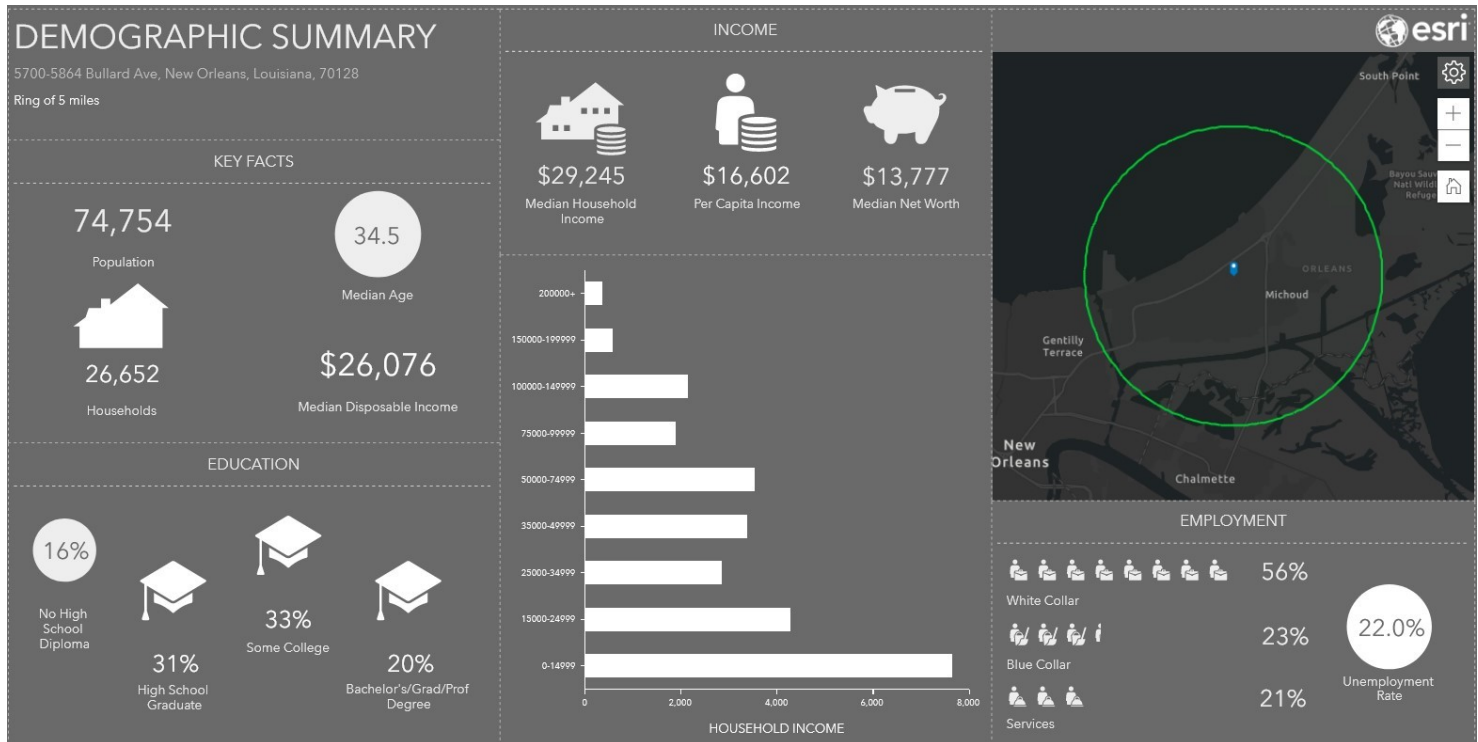 DEMOGRAPHIC SUMMARY
5700-5864 Bullard Ave, New Orleans, Louisiana, 70128
Ring of 5 miles
KEY FACTS
74,754
Population
34.5
Median Age
26,652
Households
$26,076
Median Disposable Income
EDUCATION
16%
No High
School
Diploma
31%
High School
Graduate
33%
Some College
20%
Bachelor's/Grad/Prof
Degree
INCOME
$29,245
Median Household
Income
$16,602
Per Capita Income
$13,777
Median Net Worth
200000+
150000-199999
100000-149999
75000-99999
50000-74999
35000-49999
25000-34999
15000-24999
0-14999
0
2,000
4,000
6,000
8,000
HOUSEHOLD INCOME
esri
South Point
Bayou Sauv
Natl Wildl
Refuge
ORLEANS
Michoud
Gentilly
Terrace
New
Orleans
Chalmette
EMPLOYMENT
56%
White Collar
23%
Blue Collar
21%
Services
22.0%
Unemployment
Rate